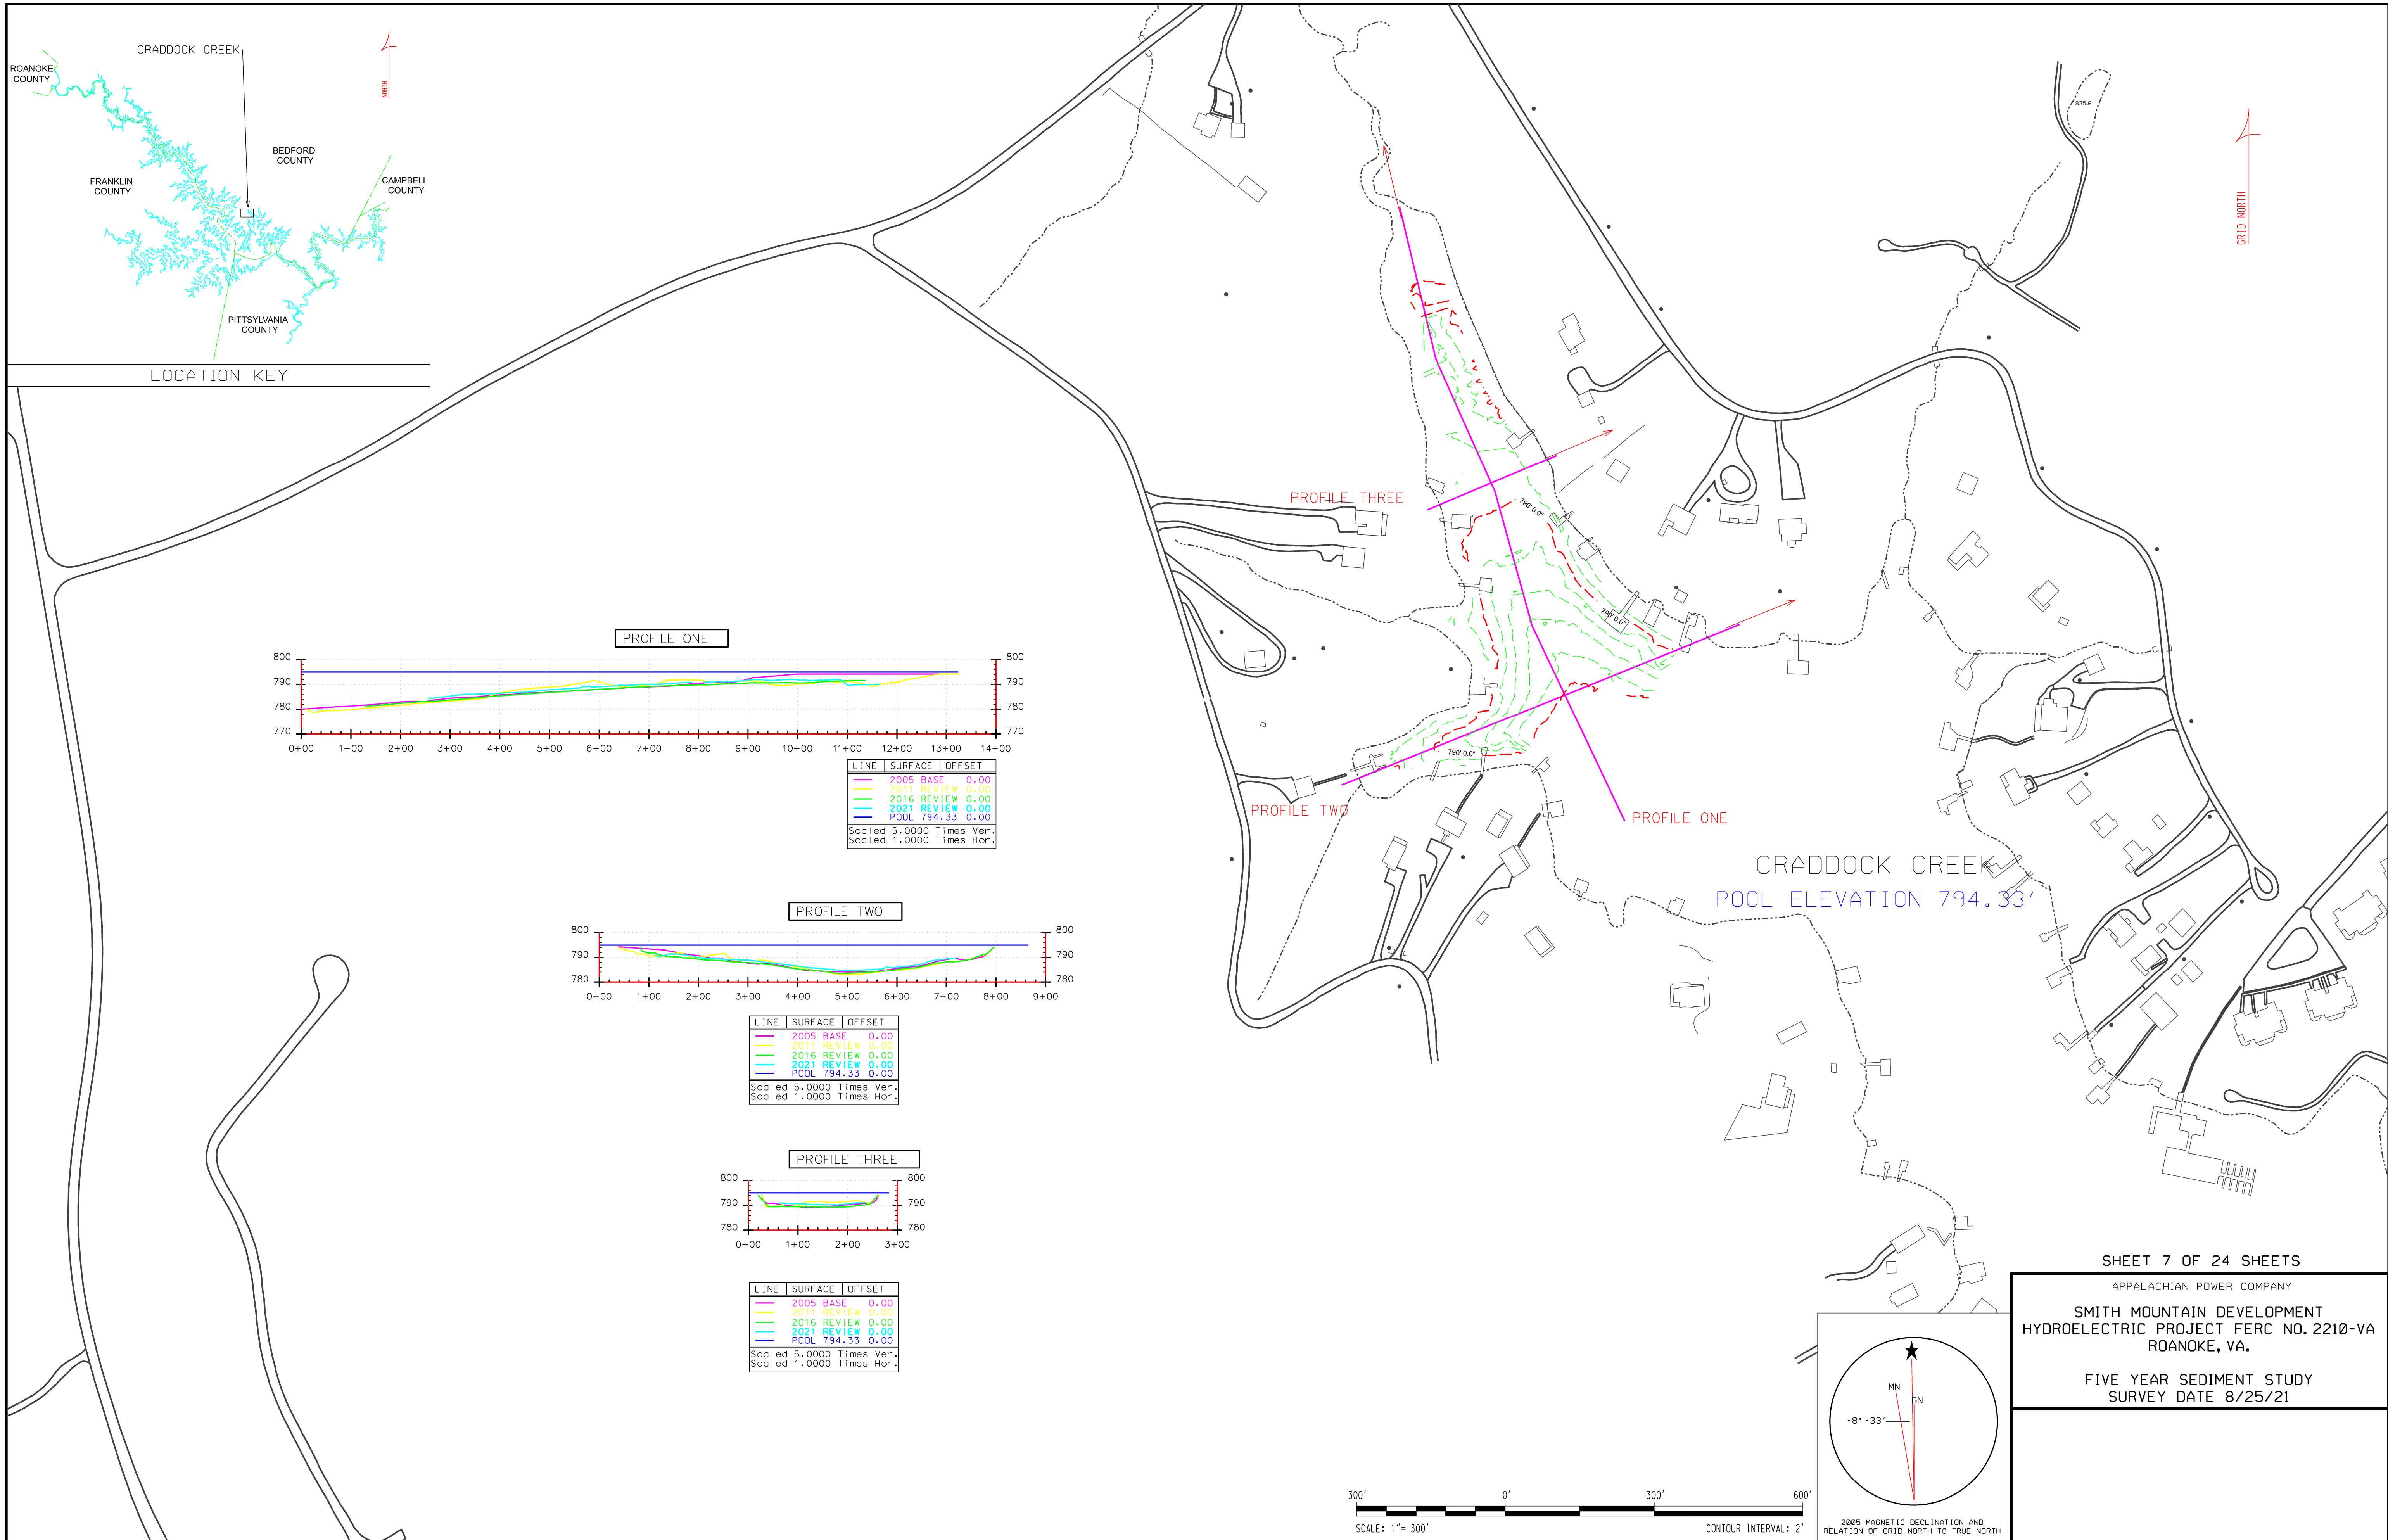 CRADDOCK CREEK
NORTH
ROANOKE
COUNTY
BEDFORD
COUNTY
FRANKLIN
COUNTY
CAMPBELL
COUNTY
PITTSYLVANIA
COUNTY
LOCATION KEY
835.6
GRID NORTH
PROFILE THREE
790' 0.0"
790' 0.0"
790' 0.0"
PROFILE TWO
PROFILE ONE
CRADDOCK CREEK
POOL ELEVATION 794.33'
PROFILE ONE
800 800
790 790
780 780
770 770
0+00 1+00 2+00 3+00 4+00 5+00 6+00 7+00 8+00 9+00 10+00 11+00 12+00 13+00 14+00
LINE SURFACE OFFSET
2005 BASE 0.00
2011 REVIEW 0.00
2016 REVIEW 0.00
2021 REVIEW 0.00
POOL 794.33 0.00
Scaled 5.0000 Times Ver.
Scaled 1.0000 Times Hor.
PROFILE TWO
800 800
790 790
780 780
0+00 1+00 2+00 3+00 4+00 5+00 6+00 7+00 8+00 9+00
LINE SURFACE OFFSET
2005 BASE 0.00
2011 REVIEW 0.00
2016 REVIEW 0.00
2021 REVIEW 0.00
POOL 794.33 0.00
Scaled 5.0000 Times Ver.
Scaled 1.0000 Times Hor.
PROFILE THREE
800 800
790 790
780 780
0+00 1+00 2+00 3+00
LINE SURFACE OFFSET
2005 BASE 0.00
2011 REVIEW 0.00
2016 REVIEW 0.00
2021 REVIEW 0.00
POOL 794.33 0.00
Scaled 5.0000 Times Ver.
Scaled 1.0000 Times Hor.
300' 0' 300' 600'
SCALE: 1"= 300' CONTOUR INTERVAL: 2'
MN
GN
-8°-33'
2005 MAGNETIC DECLINATION AND
RELATION OF GRID NORTH TO TRUE NORTH
SHEET 7 OF 24 SHEETS
APPALACHIAN POWER COMPANY
SMITH MOUNTAIN DEVELOPMENT
HYDROELECTRIC PROJECT FERC NO. 2210-VA
ROANOKE, VA.
FIVE YEAR SEDIMENT STUDY
SURVEY DATE 8/25/21